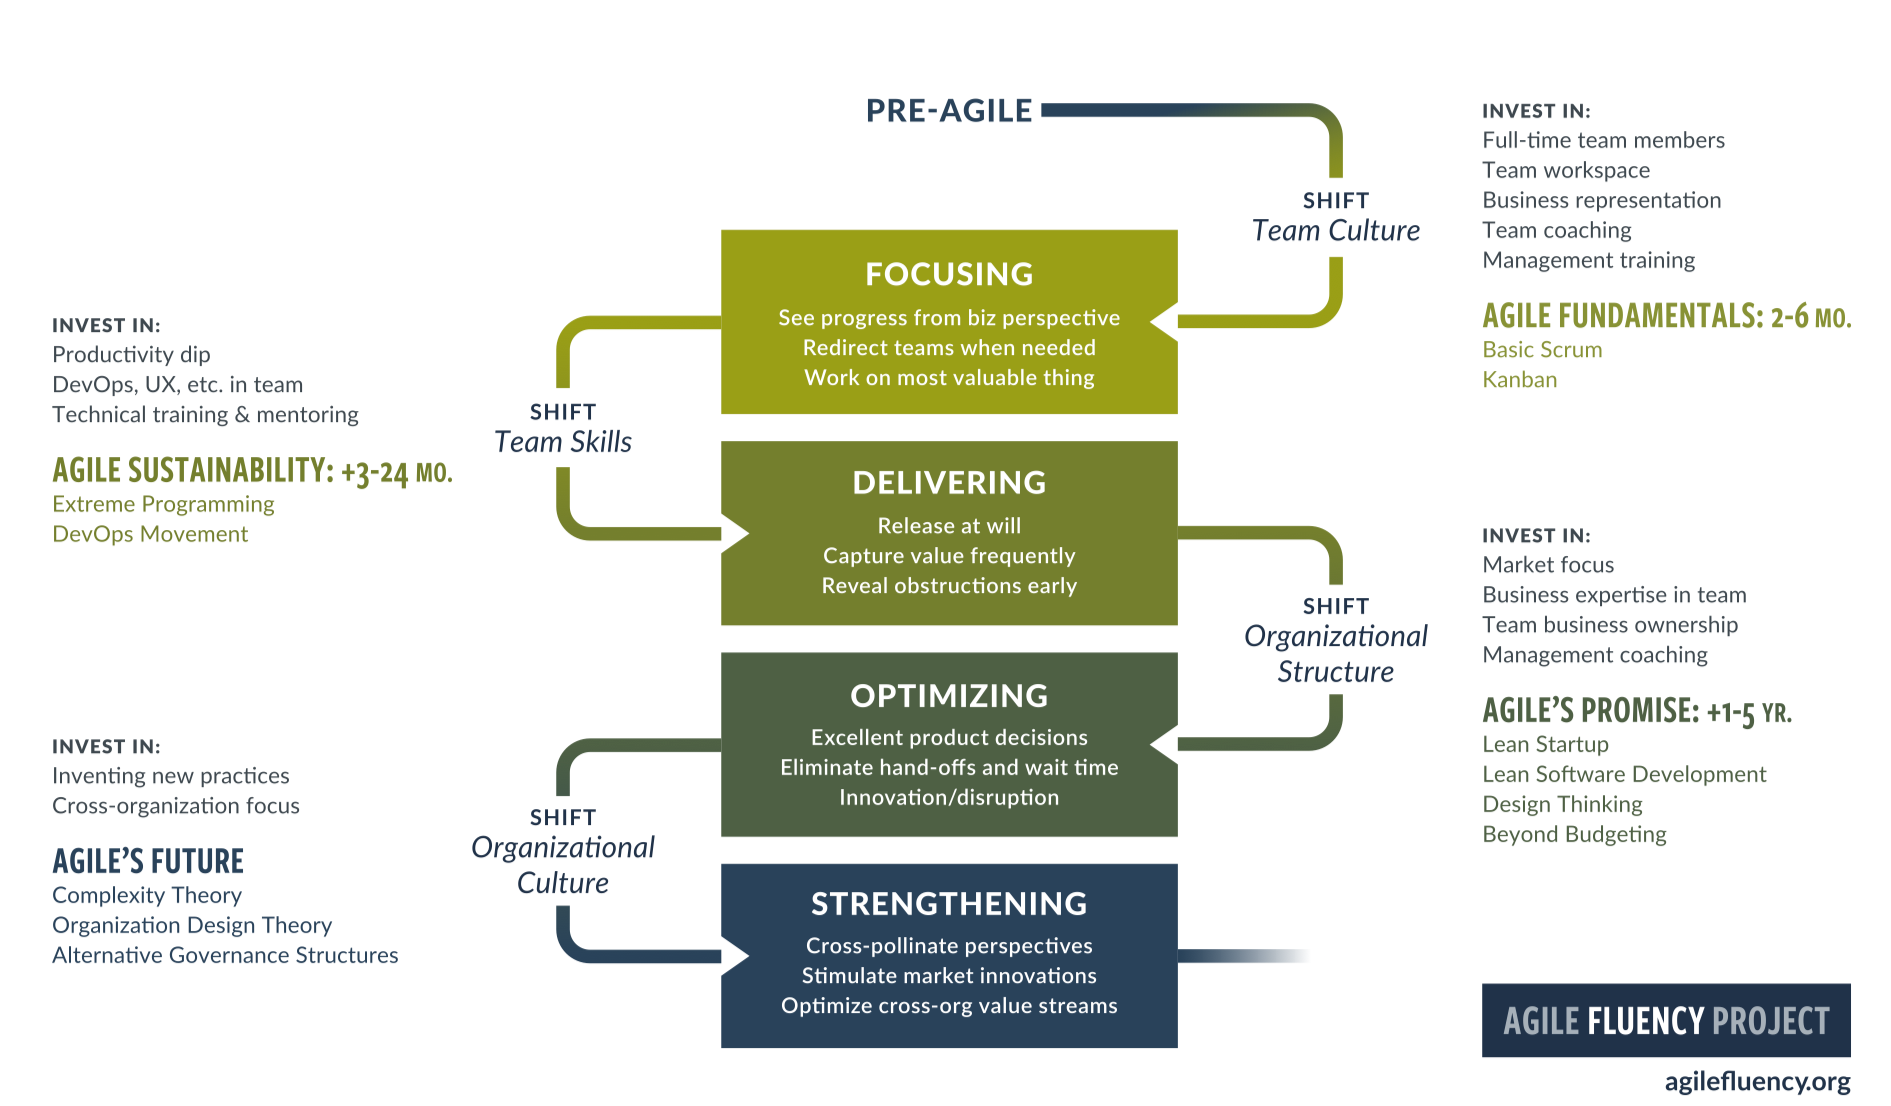 PRE-AGILE
SHIFT
Team Culture
INVEST IN:
Full-time team members
Team workspace
Business representation
Team coaching
Management training
AGILE FUNDAMENTALS: 2-6 MO.
Basic Scrum
Kanban
FOCUSING
See progress from biz perspective
Redirect teams when needed
Work on most valuable thing
SHIFT
Team Skills
INVEST IN:
Productivity dip
DevOps, UX, etc. in team
Technical training & mentoring
AGILE SUSTAINABILITY: +3-24 MO.
Extreme Programming
DevOps Movement
DELIVERING
Release at will
Capture value frequently
Reveal obstructions early
SHIFT
Organizational
Structure
INVEST IN:
Market focus
Business expertise in team
Team business ownership
Management coaching
AGILE’S PROMISE: +1-5 YR.
Lean Startup
Lean Software Development
Design Thinking
Beyond Budgeting
OPTIMIZING
Excellent product decisions
Eliminate hand-offs and wait time
Innovation/disruption
SHIFT
Organizational
Culture
INVEST IN:
Inventing new practices
Cross-organization focus
AGILE’S FUTURE
Complexity Theory
Organization Design Theory
Alternative Governance Structures
STRENGTHENING
Cross-pollinate perspectives
Stimulate market innovations
Optimize cross-org value streams
AGILE FLUENCY PROJECT
agilefluency.org